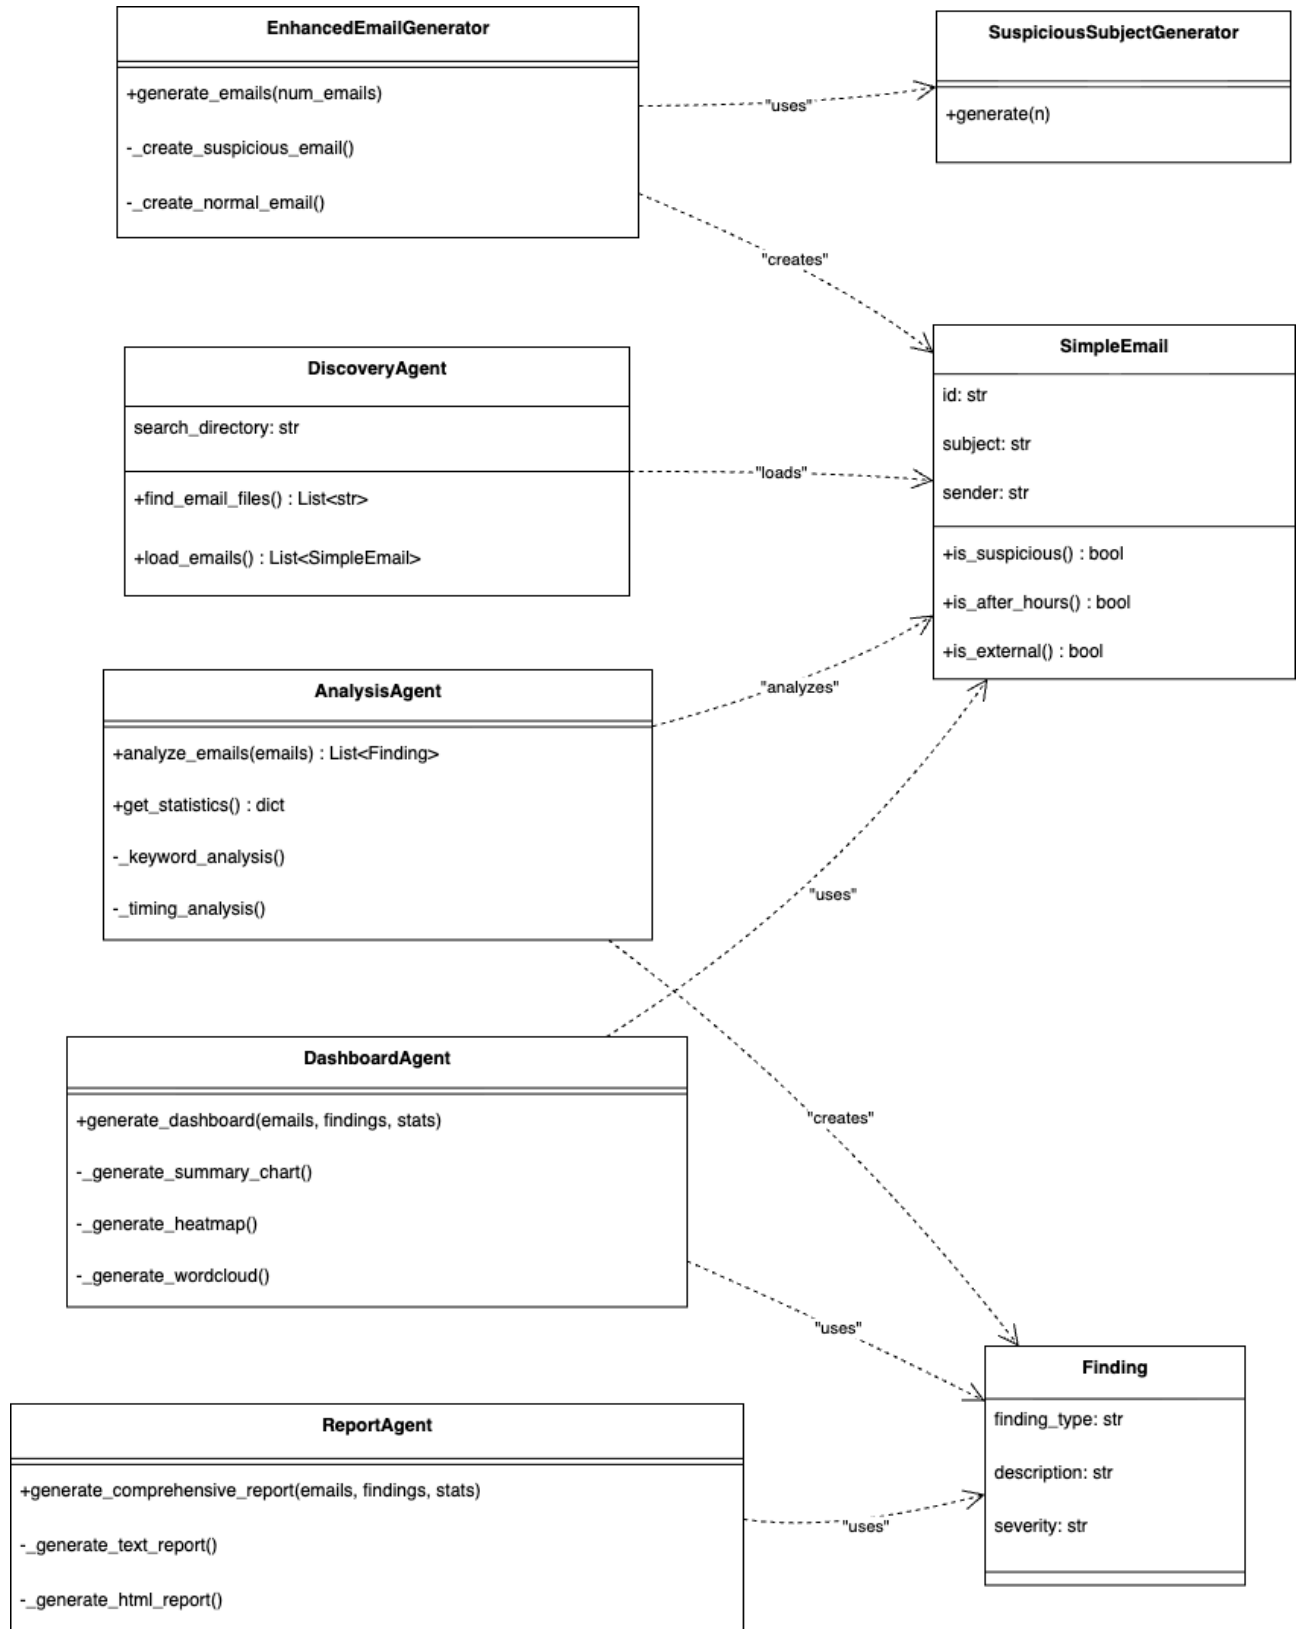 EnhancedEmailGenerator
+generate_emails(num_emails)
-_create_suspicious_email()
-_create_normal_email()
"uses"
SuspiciousSubjectGenerator
+generate(n)
"creates"
SimpleEmail
id: str
subject: str
sender: str
+is_suspicious() : bool
+is_after_hours() : bool
+is_external() : bool
DiscoveryAgent
search_directory: str
+find_email_files() : List<str>
+load_emails() : List<SimpleEmail>
"loads"
AnalysisAgent
+analyze_emails(emails) : List<Finding>
+get_statistics() : dict
-_keyword_analysis()
-_timing_analysis()
"analyzes"
"uses"
DashboardAgent
+generate_dashboard(emails, findings, stats)
-_generate_summary_chart()
-_generate_heatmap()
-_generate_wordcloud()
"creates"
"uses"
Finding
finding_type: str
description: str
severity: str
ReportAgent
+generate_comprehensive_report(emails, findings, stats)
-_generate_text_report()
-_generate_html_report()
"uses"